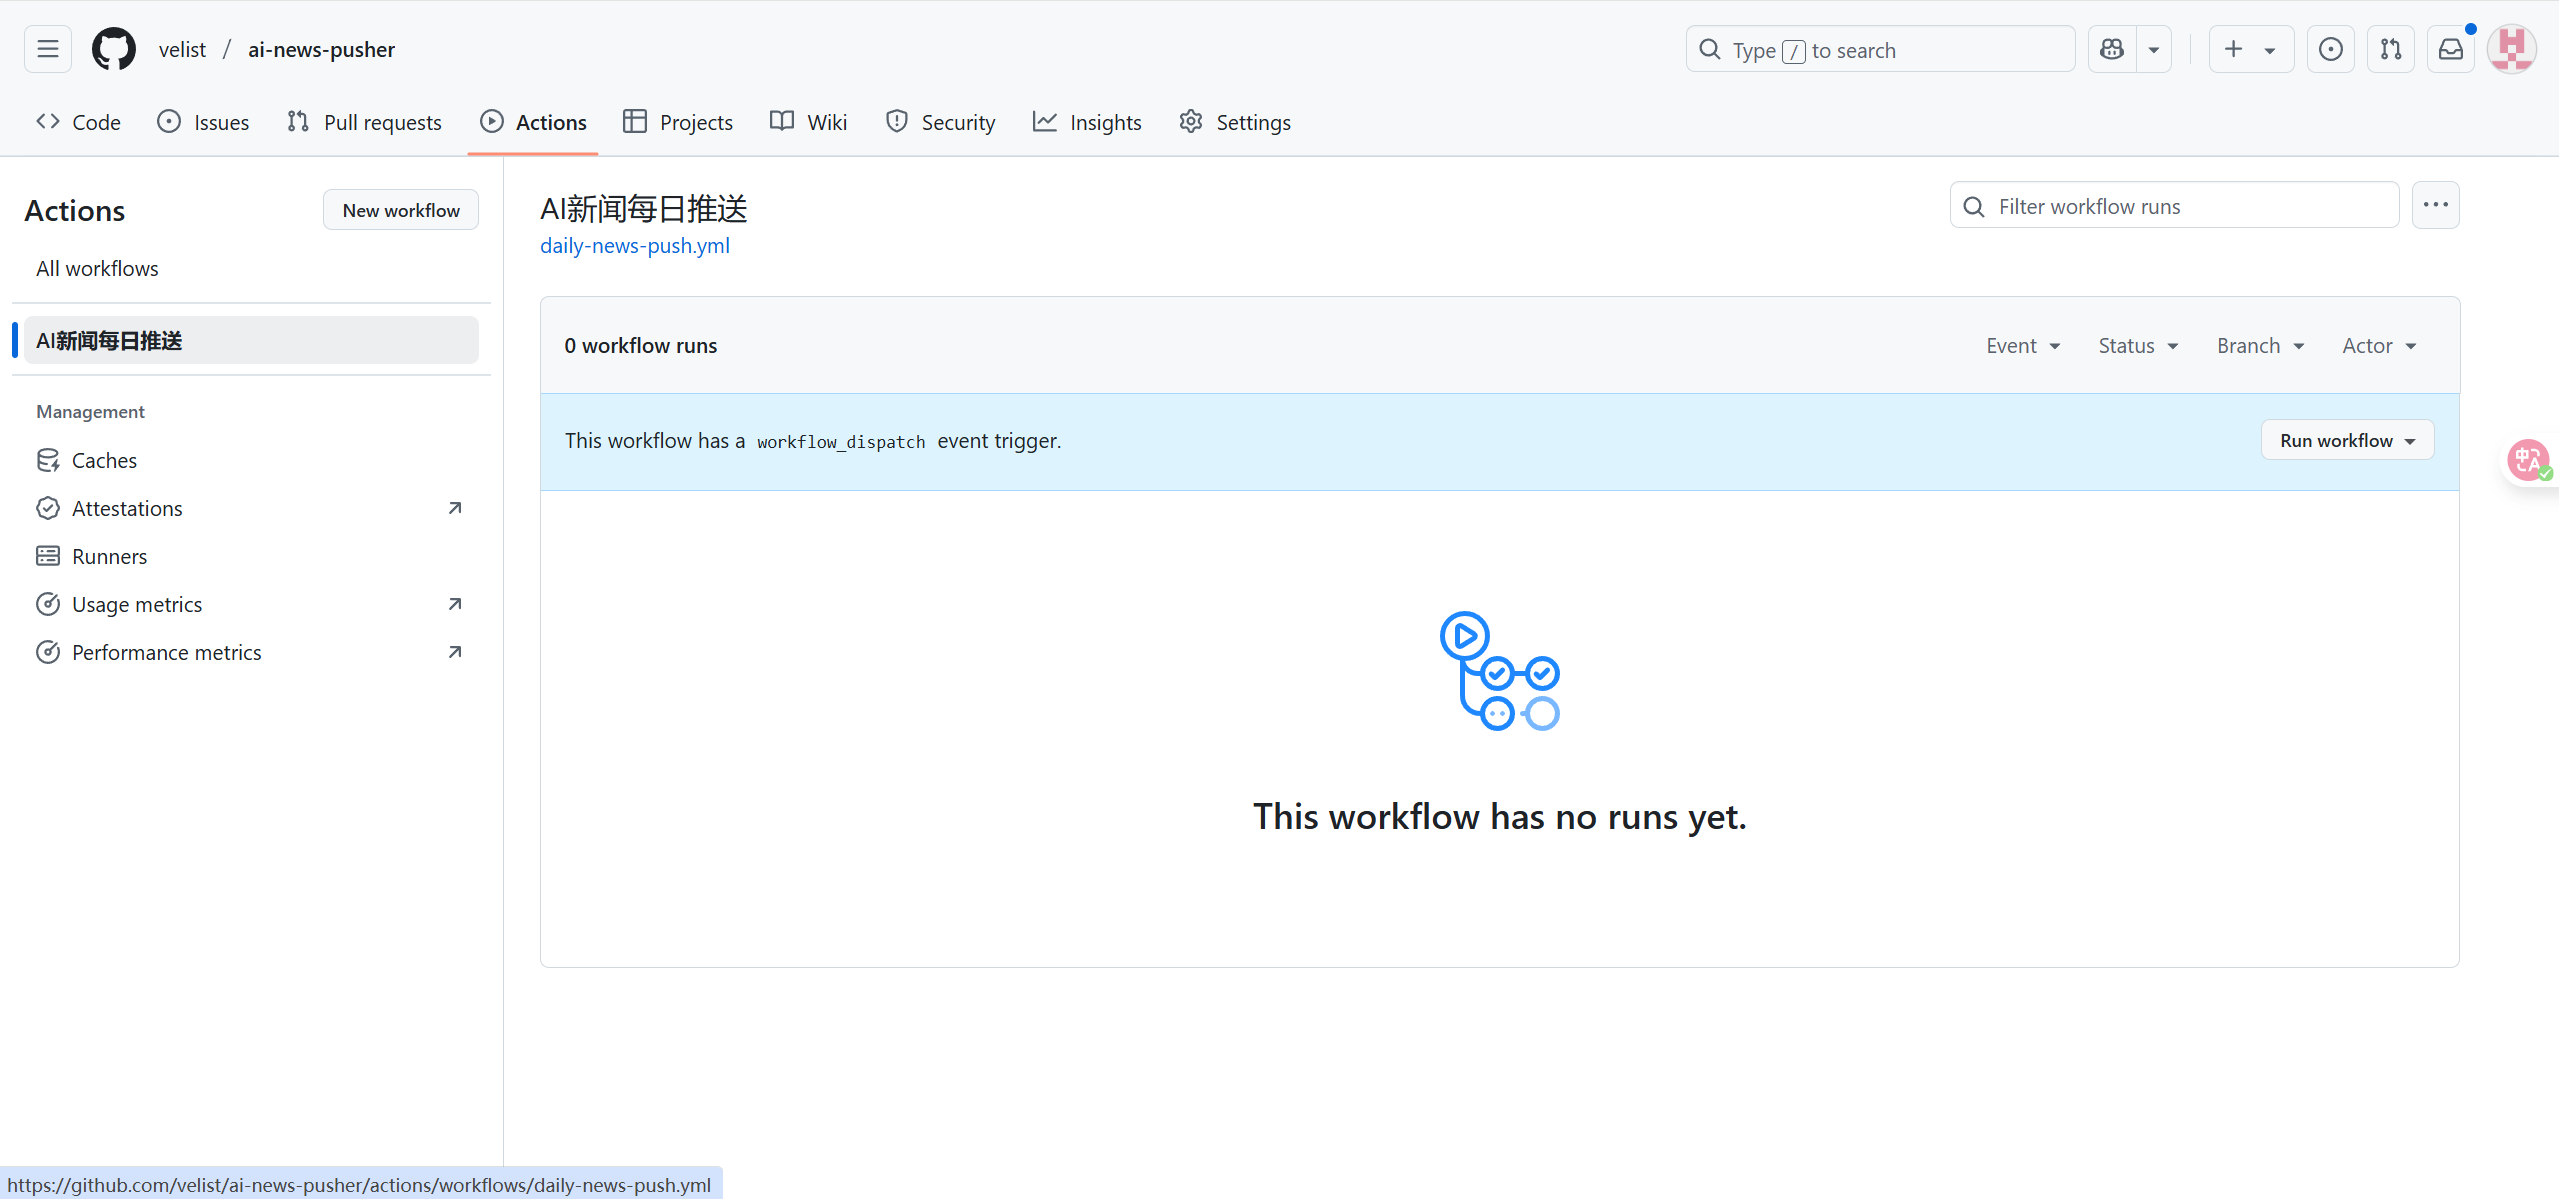 velist / ai-news-pusher
Type / to search
Code Issues Pull requests Actions Projects Wiki Security Insights Settings
Actions
New workflow
All workflows
AI新闻每日推送
Management
Caches
Attestations
Runners
Usage metrics
Performance metrics
AI新闻每日推送
daily-news-push.yml
Filter workflow runs
0 workflow runs
Event Status Branch Actor
This workflow has a workflow_dispatch event trigger.
Run workflow
This workflow has no runs yet.
中A
https://github.com/velist/ai-news-pusher/actions/workflows/daily-news-push.yml